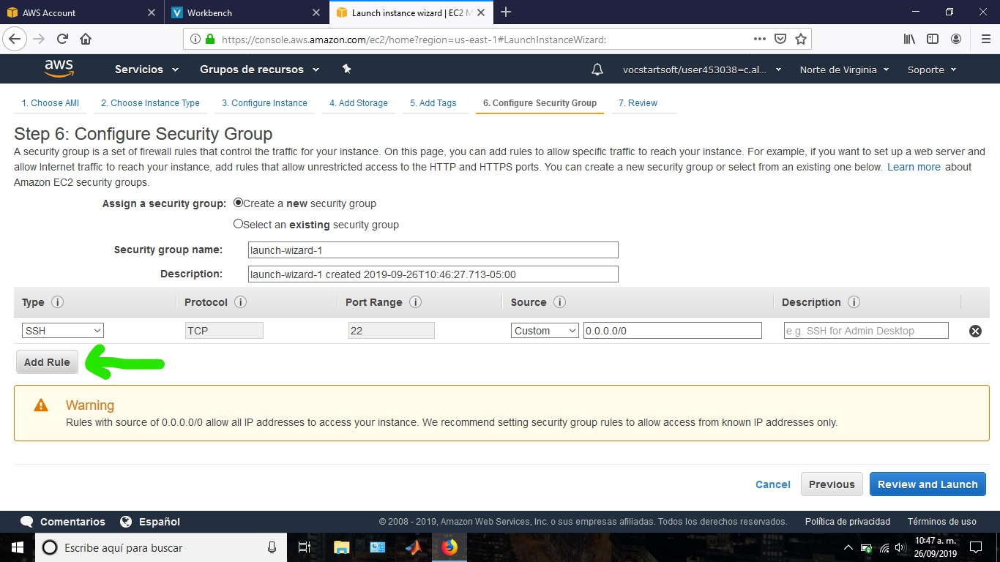 AWS Account
Workbench
Launch instance wizard | EC2 M
https://console.aws.amazon.com/ec2/home?region=us-east-1#LaunchInstanceWizard:
aws
Servicios
Grupos de recursos
vocstartsoft/user453038=c.al...
Norte de Virginia
Soporte
1. Choose AMI
2. Choose Instance Type
3. Configure Instance
4. Add Storage
5. Add Tags
6. Configure Security Group
7. Review
Step 6: Configure Security Group
A security group is a set of firewall rules that control the traffic for your instance. On this page, you can add rules to allow specific traffic to reach your instance. For example, if you want to set up a web server and
allow Internet traffic to reach your instance, add rules that allow unrestricted access to the HTTP and HTTPS ports. You can create a new security group or select from an existing one below. Learn more about
Amazon EC2 security groups.
Assign a security group: Create a new security group
Select an existing security group
Security group name: launch-wizard-1
Description: launch-wizard-1 created 2019-09-26T10:46:27.713-05:00
Type Protocol Port Range Source Description
SSH TCP 22 Custom 0.0.0.0/0 e.g. SSH for Admin Desktop
Add Rule
Warning
Rules with source of 0.0.0.0/0 allow all IP addresses to access your instance. We recommend setting security group rules to allow access from known IP addresses only.
Cancel Previous Review and Launch
Comentarios Español © 2008 - 2019, Amazon Web Services, Inc. o sus empresas afiliadas. Todos los derechos reservados. Política de privacidad Términos de uso
Escribe aquí para buscar
10:47 a. m.
26/09/2019